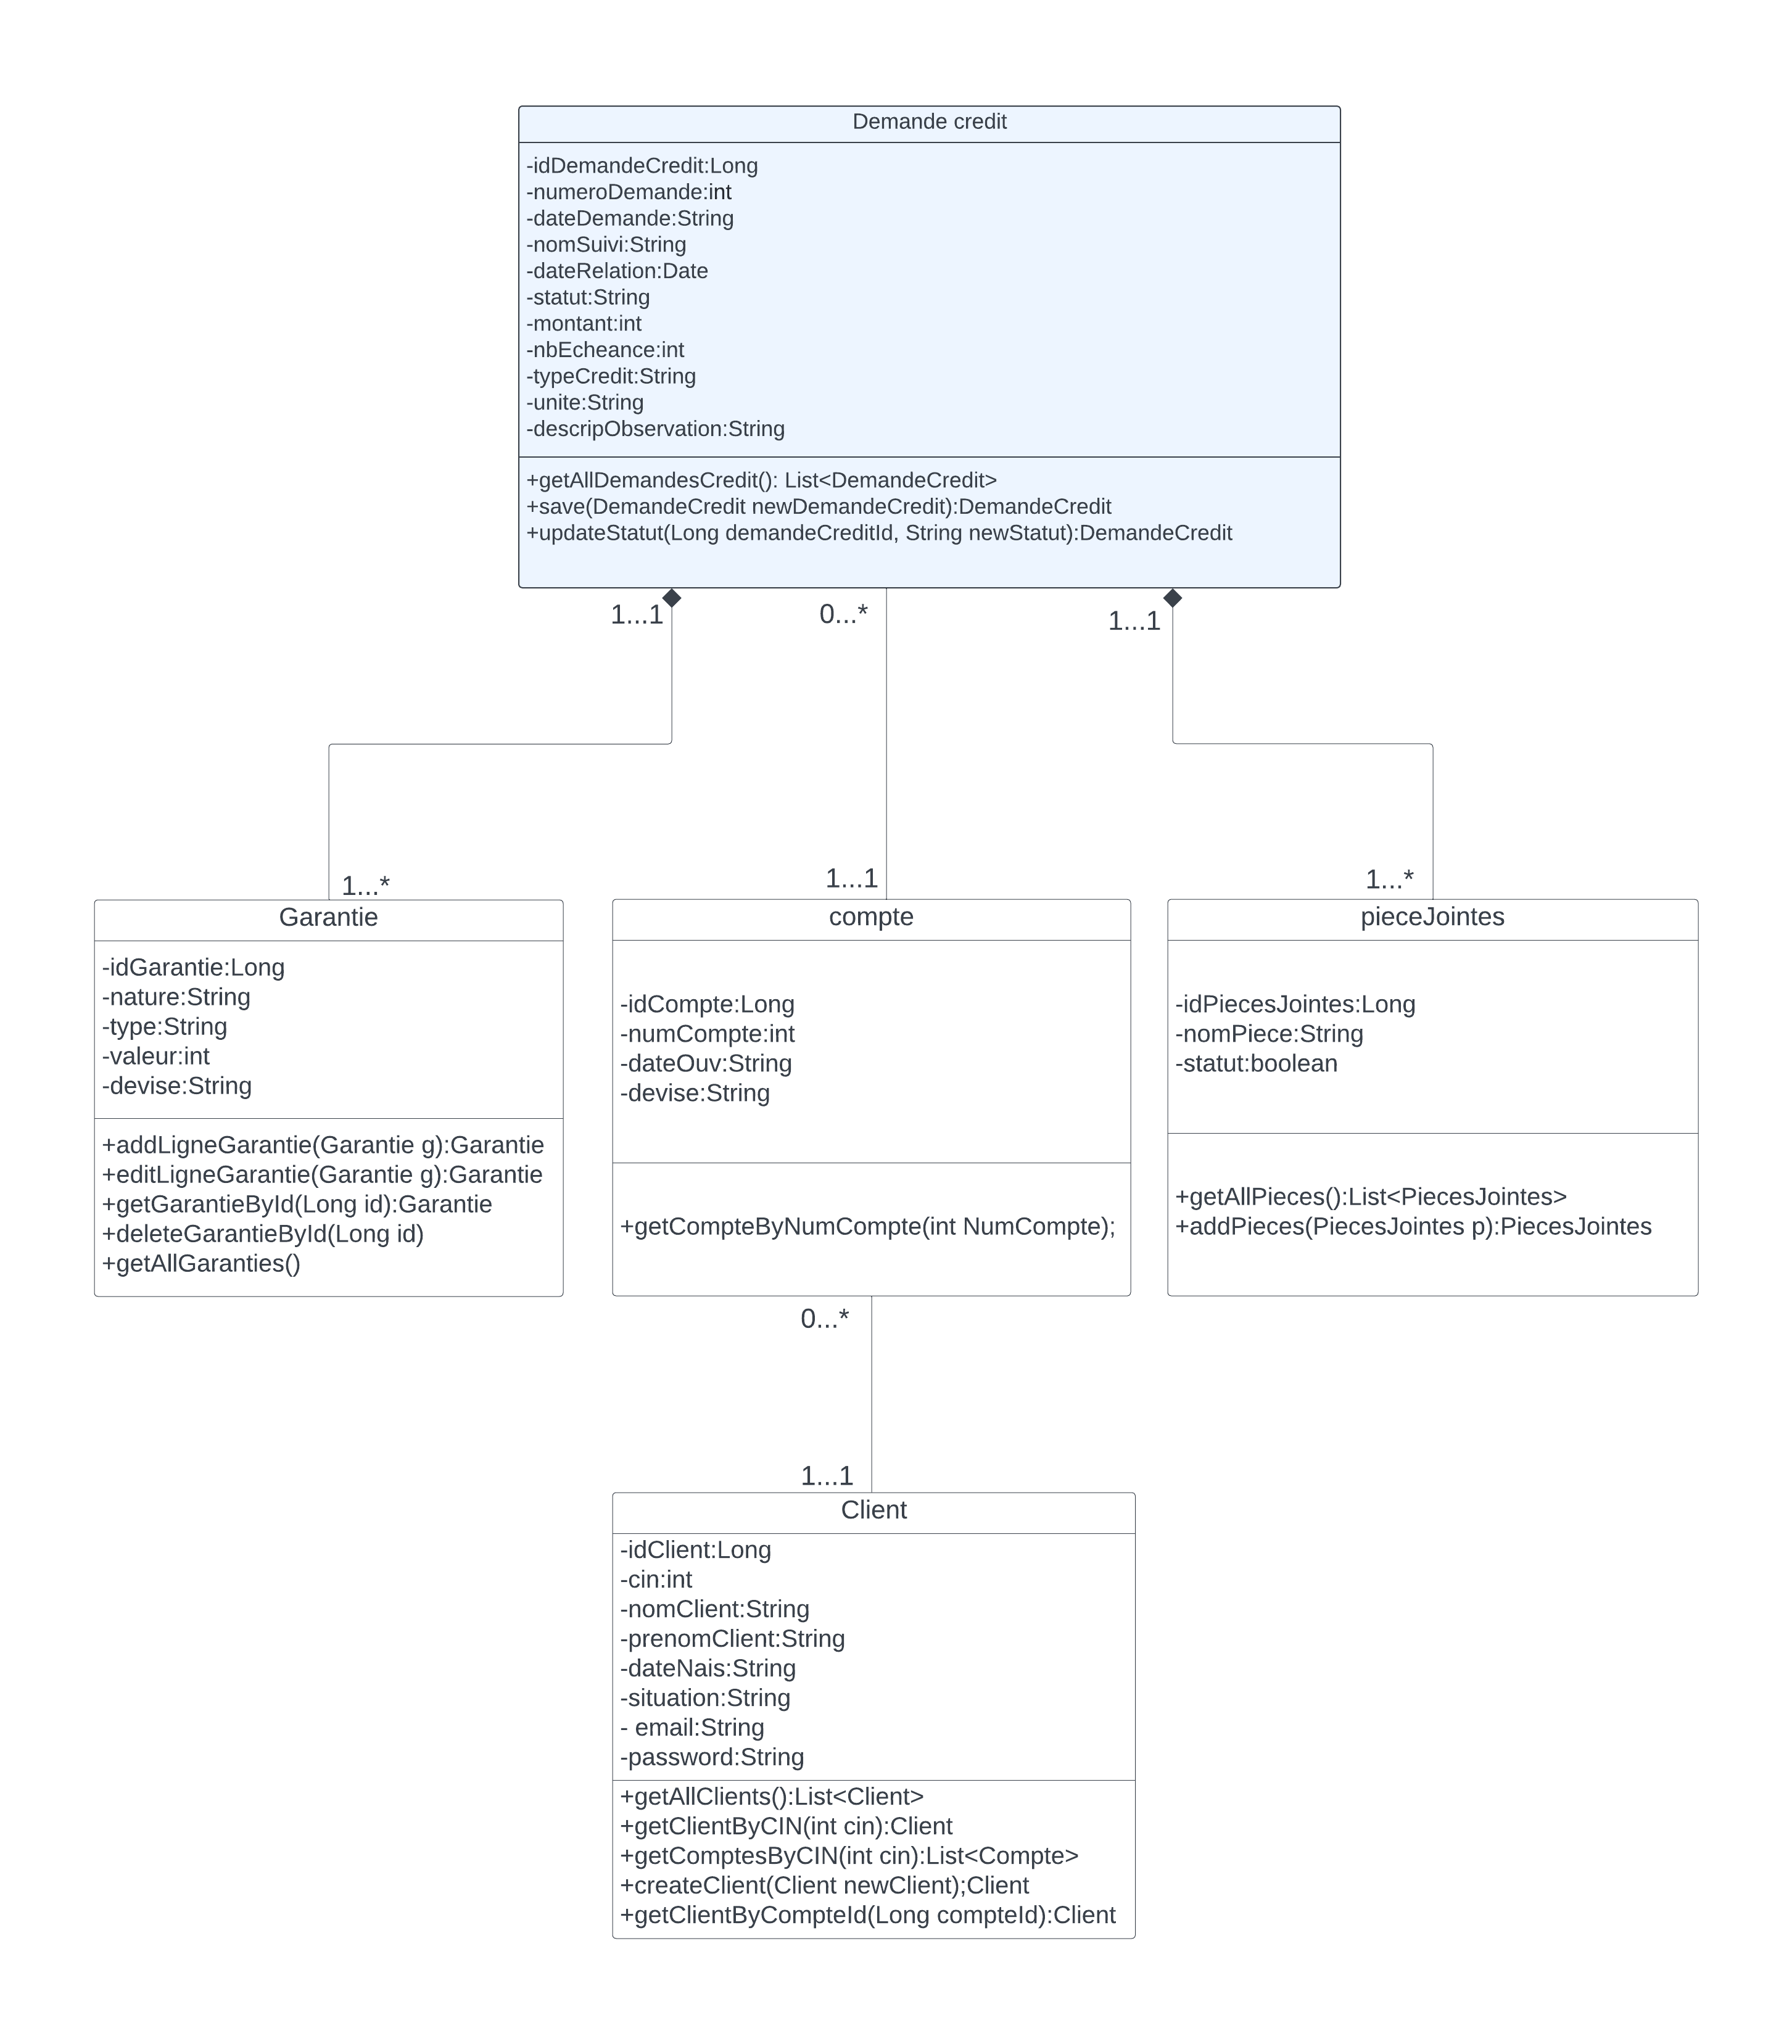 Demande credit
-idDemandeCredit:Long
-numeroDemande:int
-dateDemande:String
-nomSuivi:String
-dateRelation:Date
-statut:String
-montant:int
-nbEcheance:int
-typeCredit:String
-unite:String
-descripObservation:String
+getAllDemandesCredit(): List<DemandeCredit>
+save(DemandeCredit newDemandeCredit):DemandeCredit
+updateStatut(Long demandeCreditId, String newStatut):DemandeCredit
1...1
0...*
1...1
1...*
1...1
1...*
Garantie
-idGarantie:Long
-nature:String
-type:String
-valeur:int
-devise:String
+addLigneGarantie(Garantie g):Garantie
+editLigneGarantie(Garantie g):Garantie
+getGarantieById(Long id):Garantie
+deleteGarantieById(Long id)
+getAllGaranties()
compte
-idCompte:Long
-numCompte:int
-dateOuv:String
-devise:String
+getCompteByNumCompte(int NumCompte);
pieceJointes
-idPiecesJointes:Long
-nomPiece:String
-statut:boolean
+getAllPieces():List<PiecesJointes>
+addPieces(PiecesJointes p):PiecesJointes
0...*
1...1
Client
-idClient:Long
-cin:int
-nomClient:String
-prenomClient:String
-dateNais:String
-situation:String
- email:String
-password:String
+getAllClients():List<Client>
+getClientByCIN(int cin):Client
+getComptesByCIN(int cin):List<Compte>
+createClient(Client newClient);Client
+getClientByCompteId(Long compteId):Client